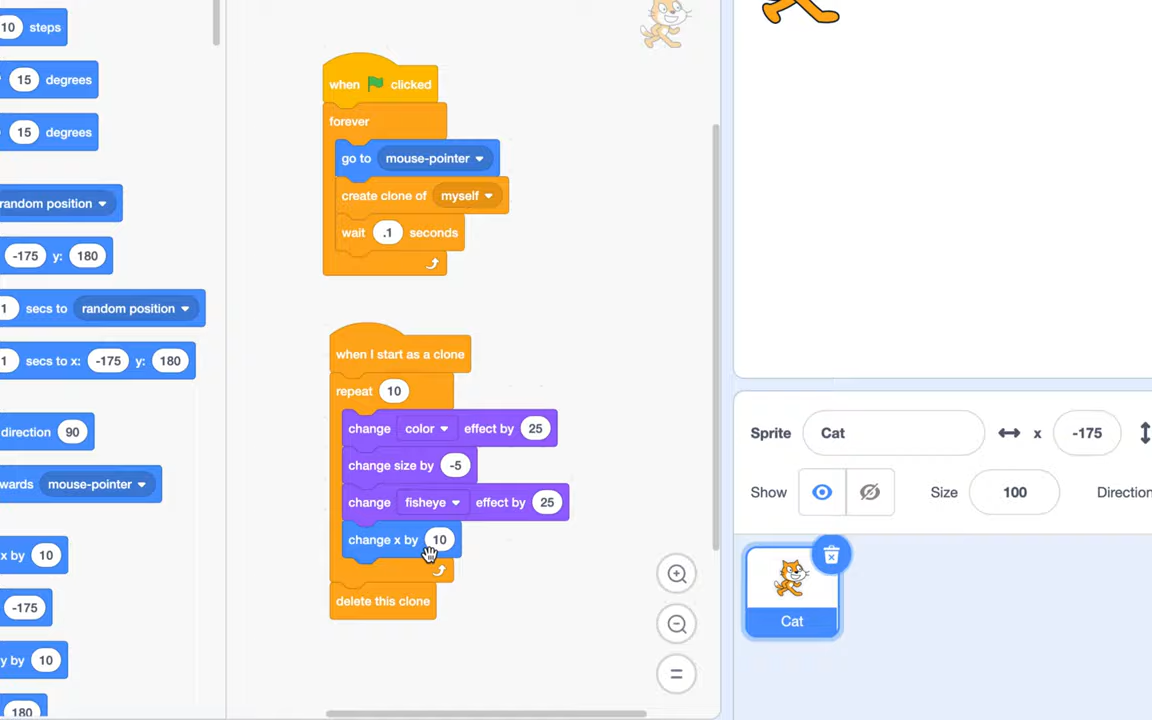 10 steps
15 degrees
15 degrees
random position
-175 y: 180
1 secs to random position
1 secs to x: -175 y: 180
direction 90
wards mouse-pointer
x by 10
-175
y by 10
180
when clicked
forever
go to mouse-pointer
create clone of myself
wait .1 seconds
when I start as a clone
repeat 10
change color effect by 25
change size by -5
change fisheye effect by 25
change x by 10
delete this clone
Sprite Cat x -175
Show Size 100 Direction
Cat